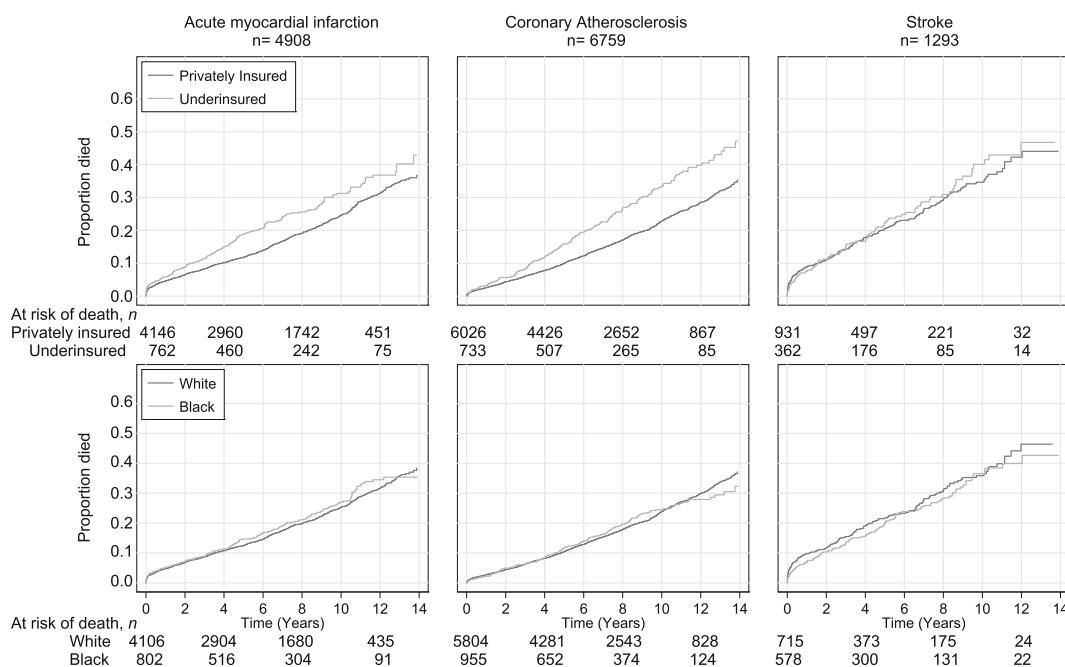 Acute myocardial infarction Coronary Atherosclerosis Stroke
n= 4908 n= 6759 n= 1293
Privately Insured
Underinsured
Proportion died
0.6
0.5
0.4
0.3
0.2
0.1
0.0
At risk of death, n
Privately insured 4146 2960 1742 451 6026 4426 2652 867 931 497 221 32
Underinsured 762 460 242 75 733 507 265 85 362 176 85 14
White
Black
Proportion died
0.6
0.5
0.4
0.3
0.2
0.1
0.0
0 2 4 6 8 10 12 14 0 2 4 6 8 10 12 14 0 2 4 6 8 10 12 14
At risk of death, n Time (Years) Time (Years) Time (Years)
White 4106 2904 1680 435 5804 4281 2543 828 715 373 175 24
Black 802 516 304 91 955 652 374 124 578 300 131 22